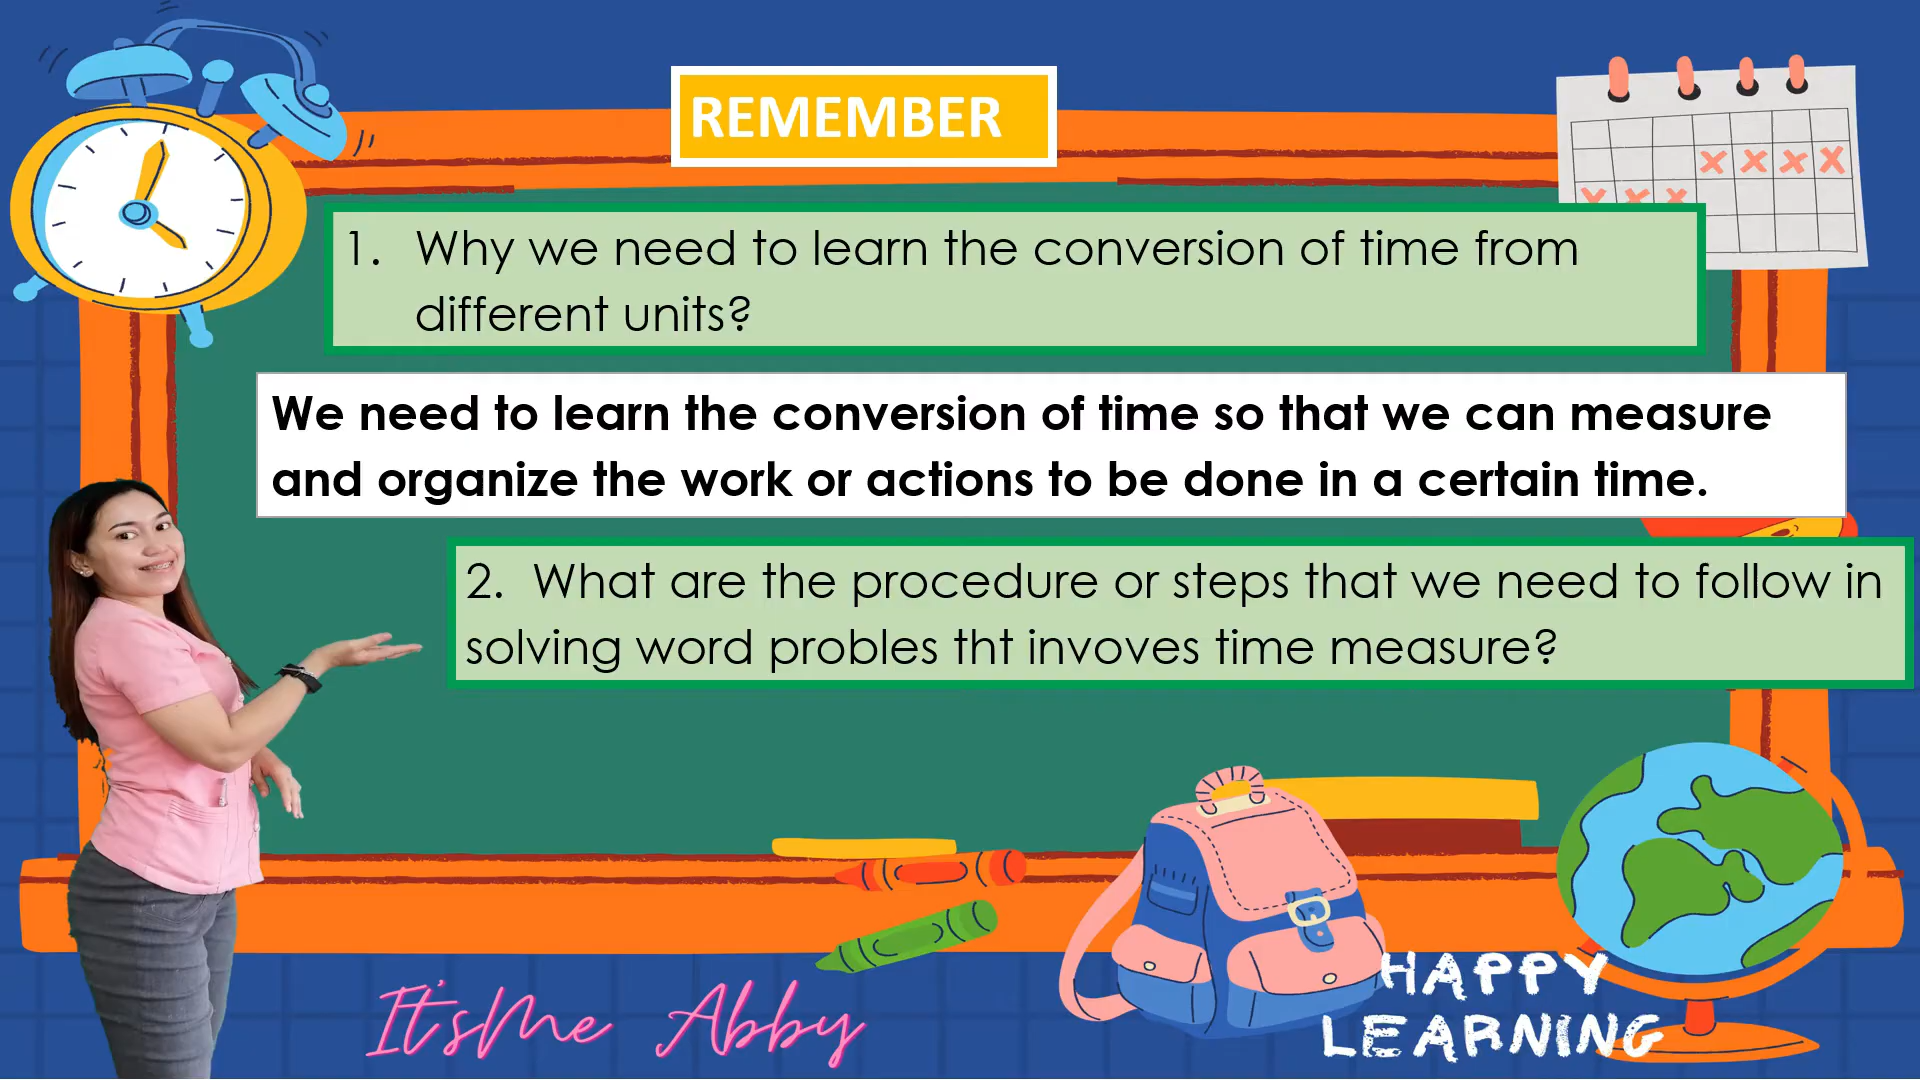 REMEMBER
1. Why we need to learn the conversion of time from
different units?
We need to learn the conversion of time so that we can measure
and organize the work or actions to be done in a certain time.
2. What are the procedure or steps that we need to follow in
solving word probles tht invoves time measure?
It'sMe Abby
HAPPY
LEARNING